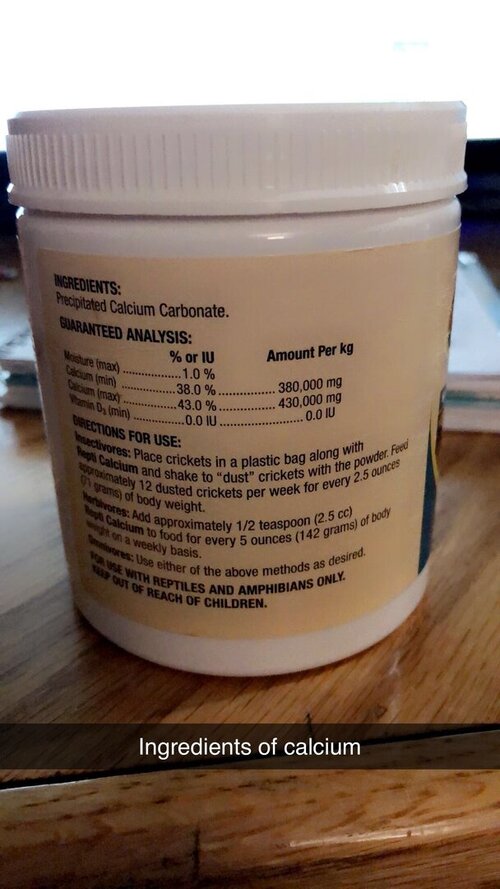 INGREDIENTS:
Precipitated Calcium Carbonate.
GUARANTEED ANALYSIS:
% or IU Amount Per kg
Moisture (max) ................1.0 %
Calcium (min) ................38.0 % ................ 380,000 mg
Calcium (max) ................43.0 % ................ 430,000 mg
Vitamin D₃ (min) ................0.0 IU ................ 0.0 IU
DIRECTIONS FOR USE:
Insectivores: Place crickets in a plastic bag along with
Repti Calcium and shake to "dust" crickets with the powder. Feed
approximately 12 dusted crickets per week for every 2.5 ounces
(71 grams) of body weight.
Herbivores: Add approximately 1/2 teaspoon (2.5 cc)
Repti Calcium to food for every 5 ounces (142 grams) of body
weight on a weekly basis.
Omnivores: Use either of the above methods as desired.
FOR USE WITH REPTILES AND AMPHIBIANS ONLY.
KEEP OUT OF REACH OF CHILDREN.
Ingredients of calcium